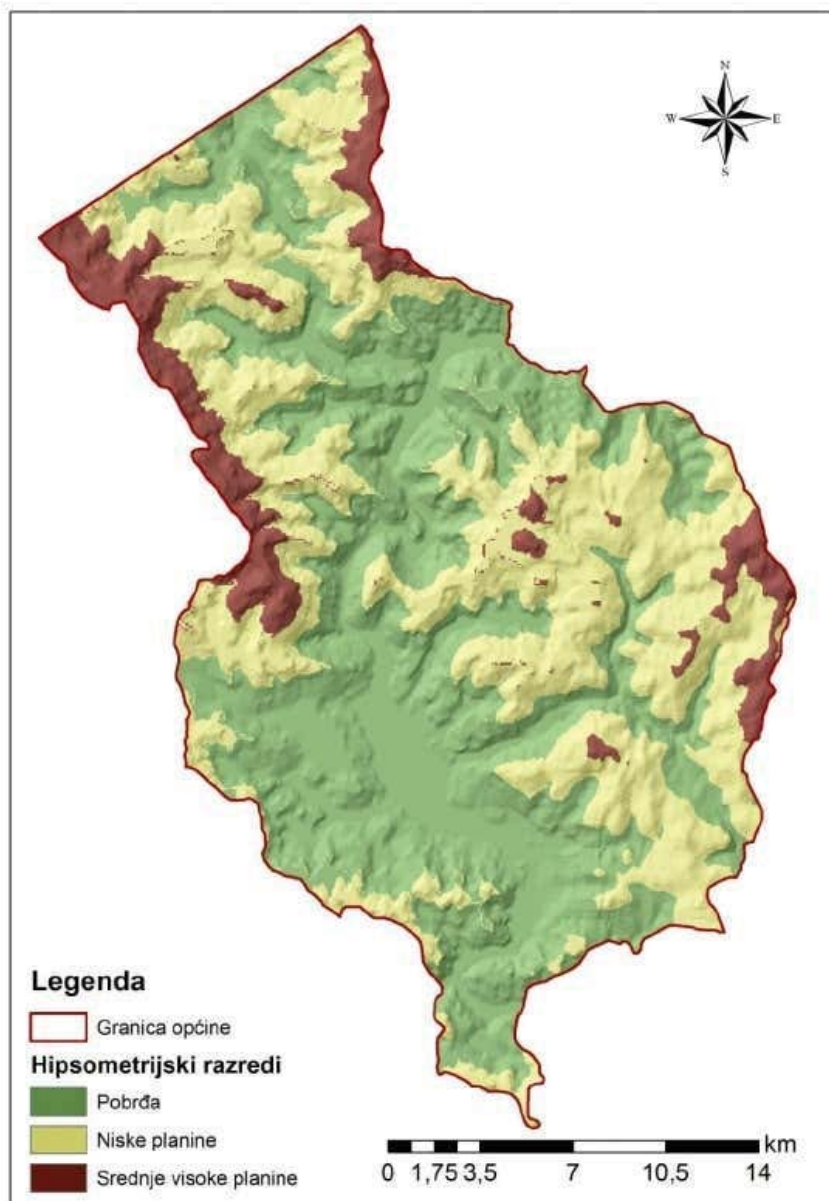 N
W E
S
Legenda
Granica općine
Hipsometrijski razredi
Pobrđa
Niske planine
Srednje visoke planine
km
0 1,75 3,5 7 10,5 14